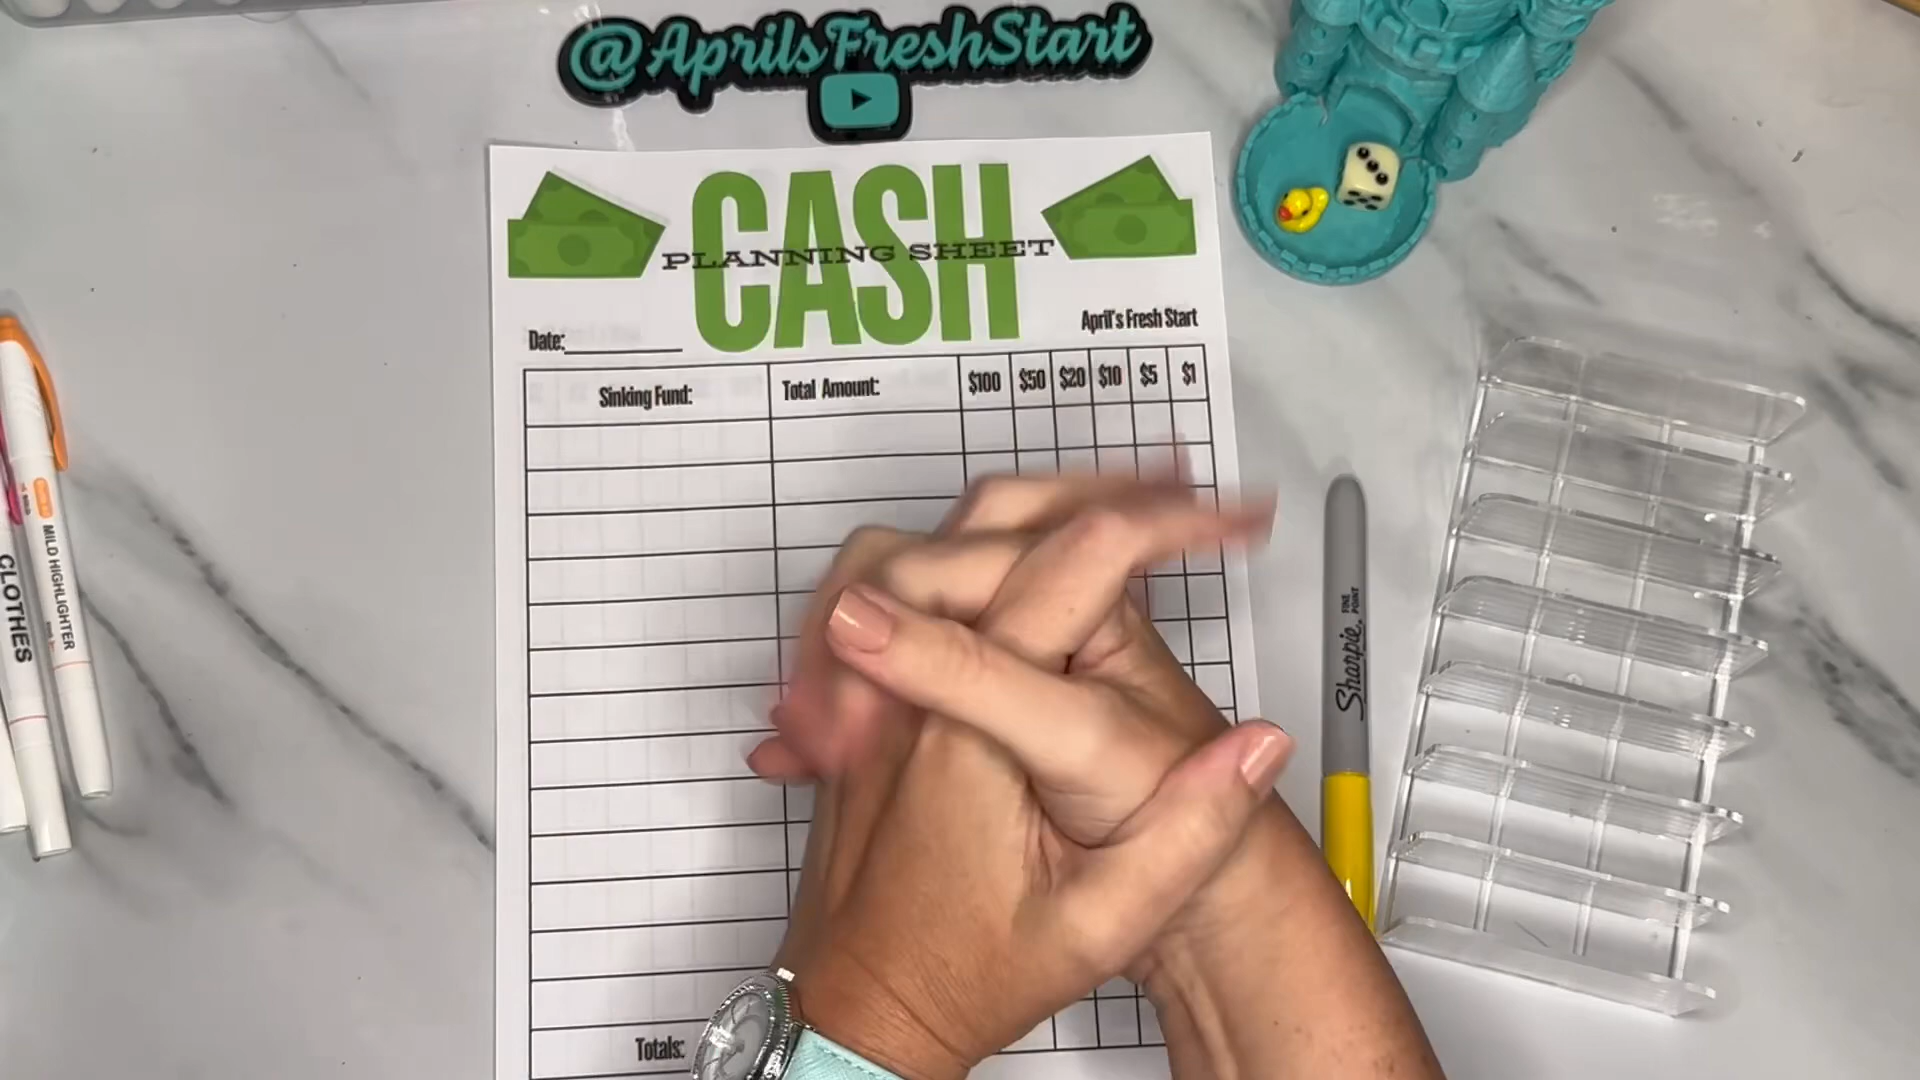 @AprilsFreshStart
CASH
PLANNING SHEET
April's Fresh Start
Date:
Sinking Fund: Total Amount: $100 $50 $20 $10 $5 $1
Totals:
CLOTHES
MILD HIGHLIGHTER
Sharpie. FINE POINT